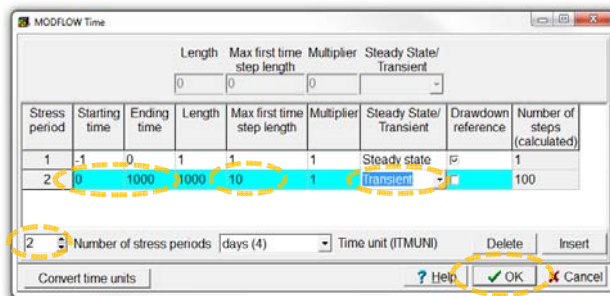 MODFLOW Time
Length Max first time step length Multiplier Steady State/ Transient
0 0 0
Stress period Starting time Ending time Length Max first time step length Multiplier Steady State/ Transient Drawdown reference Number of steps (calculated)
1 -1 0 1 1 1 Steady state 1
2 0 1000 1000 10 1 Transient 100
2 Number of stress periods days (4) Time unit (ITMUNI) Delete Insert
Convert time units ? Help OK Cancel